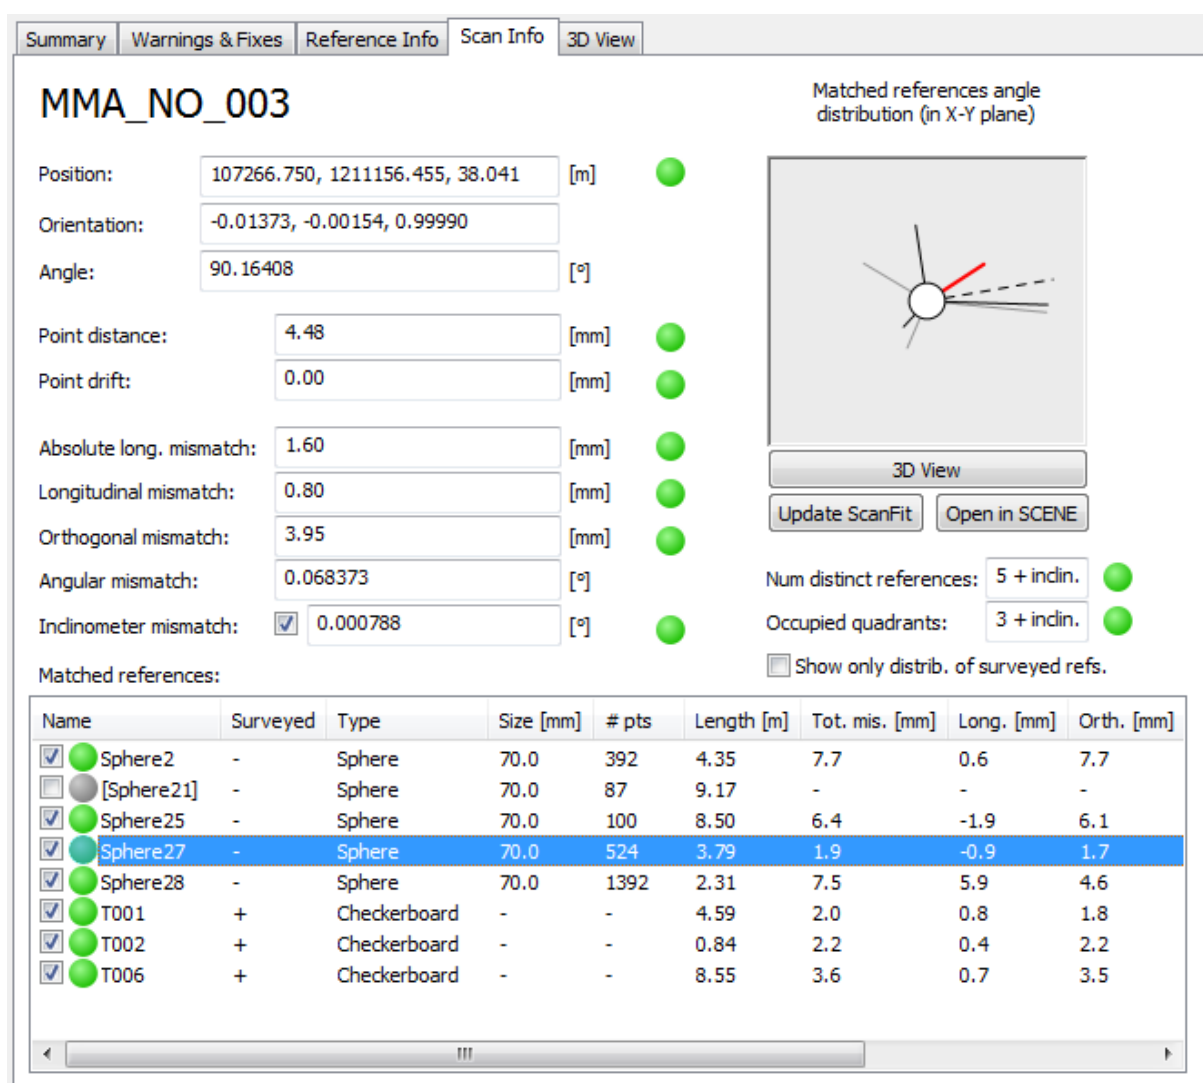 Summary Warnings & Fixes Reference Info Scan Info 3D View
MMA_NO_003
Matched references angle
distribution (in X-Y plane)
Position: 107266.750, 1211156.455, 38.041 [m]
Orientation: -0.01373, -0.00154, 0.99990
Angle: 90.16408 [°]
Point distance: 4.48 [mm]
Point drift: 0.00 [mm]
Absolute long. mismatch: 1.60 [mm]
3D View
Longitudinal mismatch: 0.80 [mm]
Update ScanFit Open in SCENE
Orthogonal mismatch: 3.95 [mm]
Angular mismatch: 0.068373 [°]
Num distinct references: 5 + inclin.
Inclinometer mismatch: 0.000788 [°]
Occupied quadrants: 3 + inclin.
Show only distrib. of surveyed refs.
Matched references:
Name Surveyed Type Size [mm] # pts Length [m] Tot. mis. [mm] Long. [mm] Orth. [mm]
Sphere2 - Sphere 70.0 392 4.35 7.7 0.6 7.7
[Sphere21] - Sphere 70.0 87 9.17 - - -
Sphere25 - Sphere 70.0 100 8.50 6.4 -1.9 6.1
Sphere27 - Sphere 70.0 524 3.79 1.9 -0.9 1.7
Sphere28 - Sphere 70.0 1392 2.31 7.5 5.9 4.6
T001 + Checkerboard - - 4.59 2.0 0.8 1.8
T002 + Checkerboard - - 0.84 2.2 0.4 2.2
T006 + Checkerboard - - 8.55 3.6 0.7 3.5